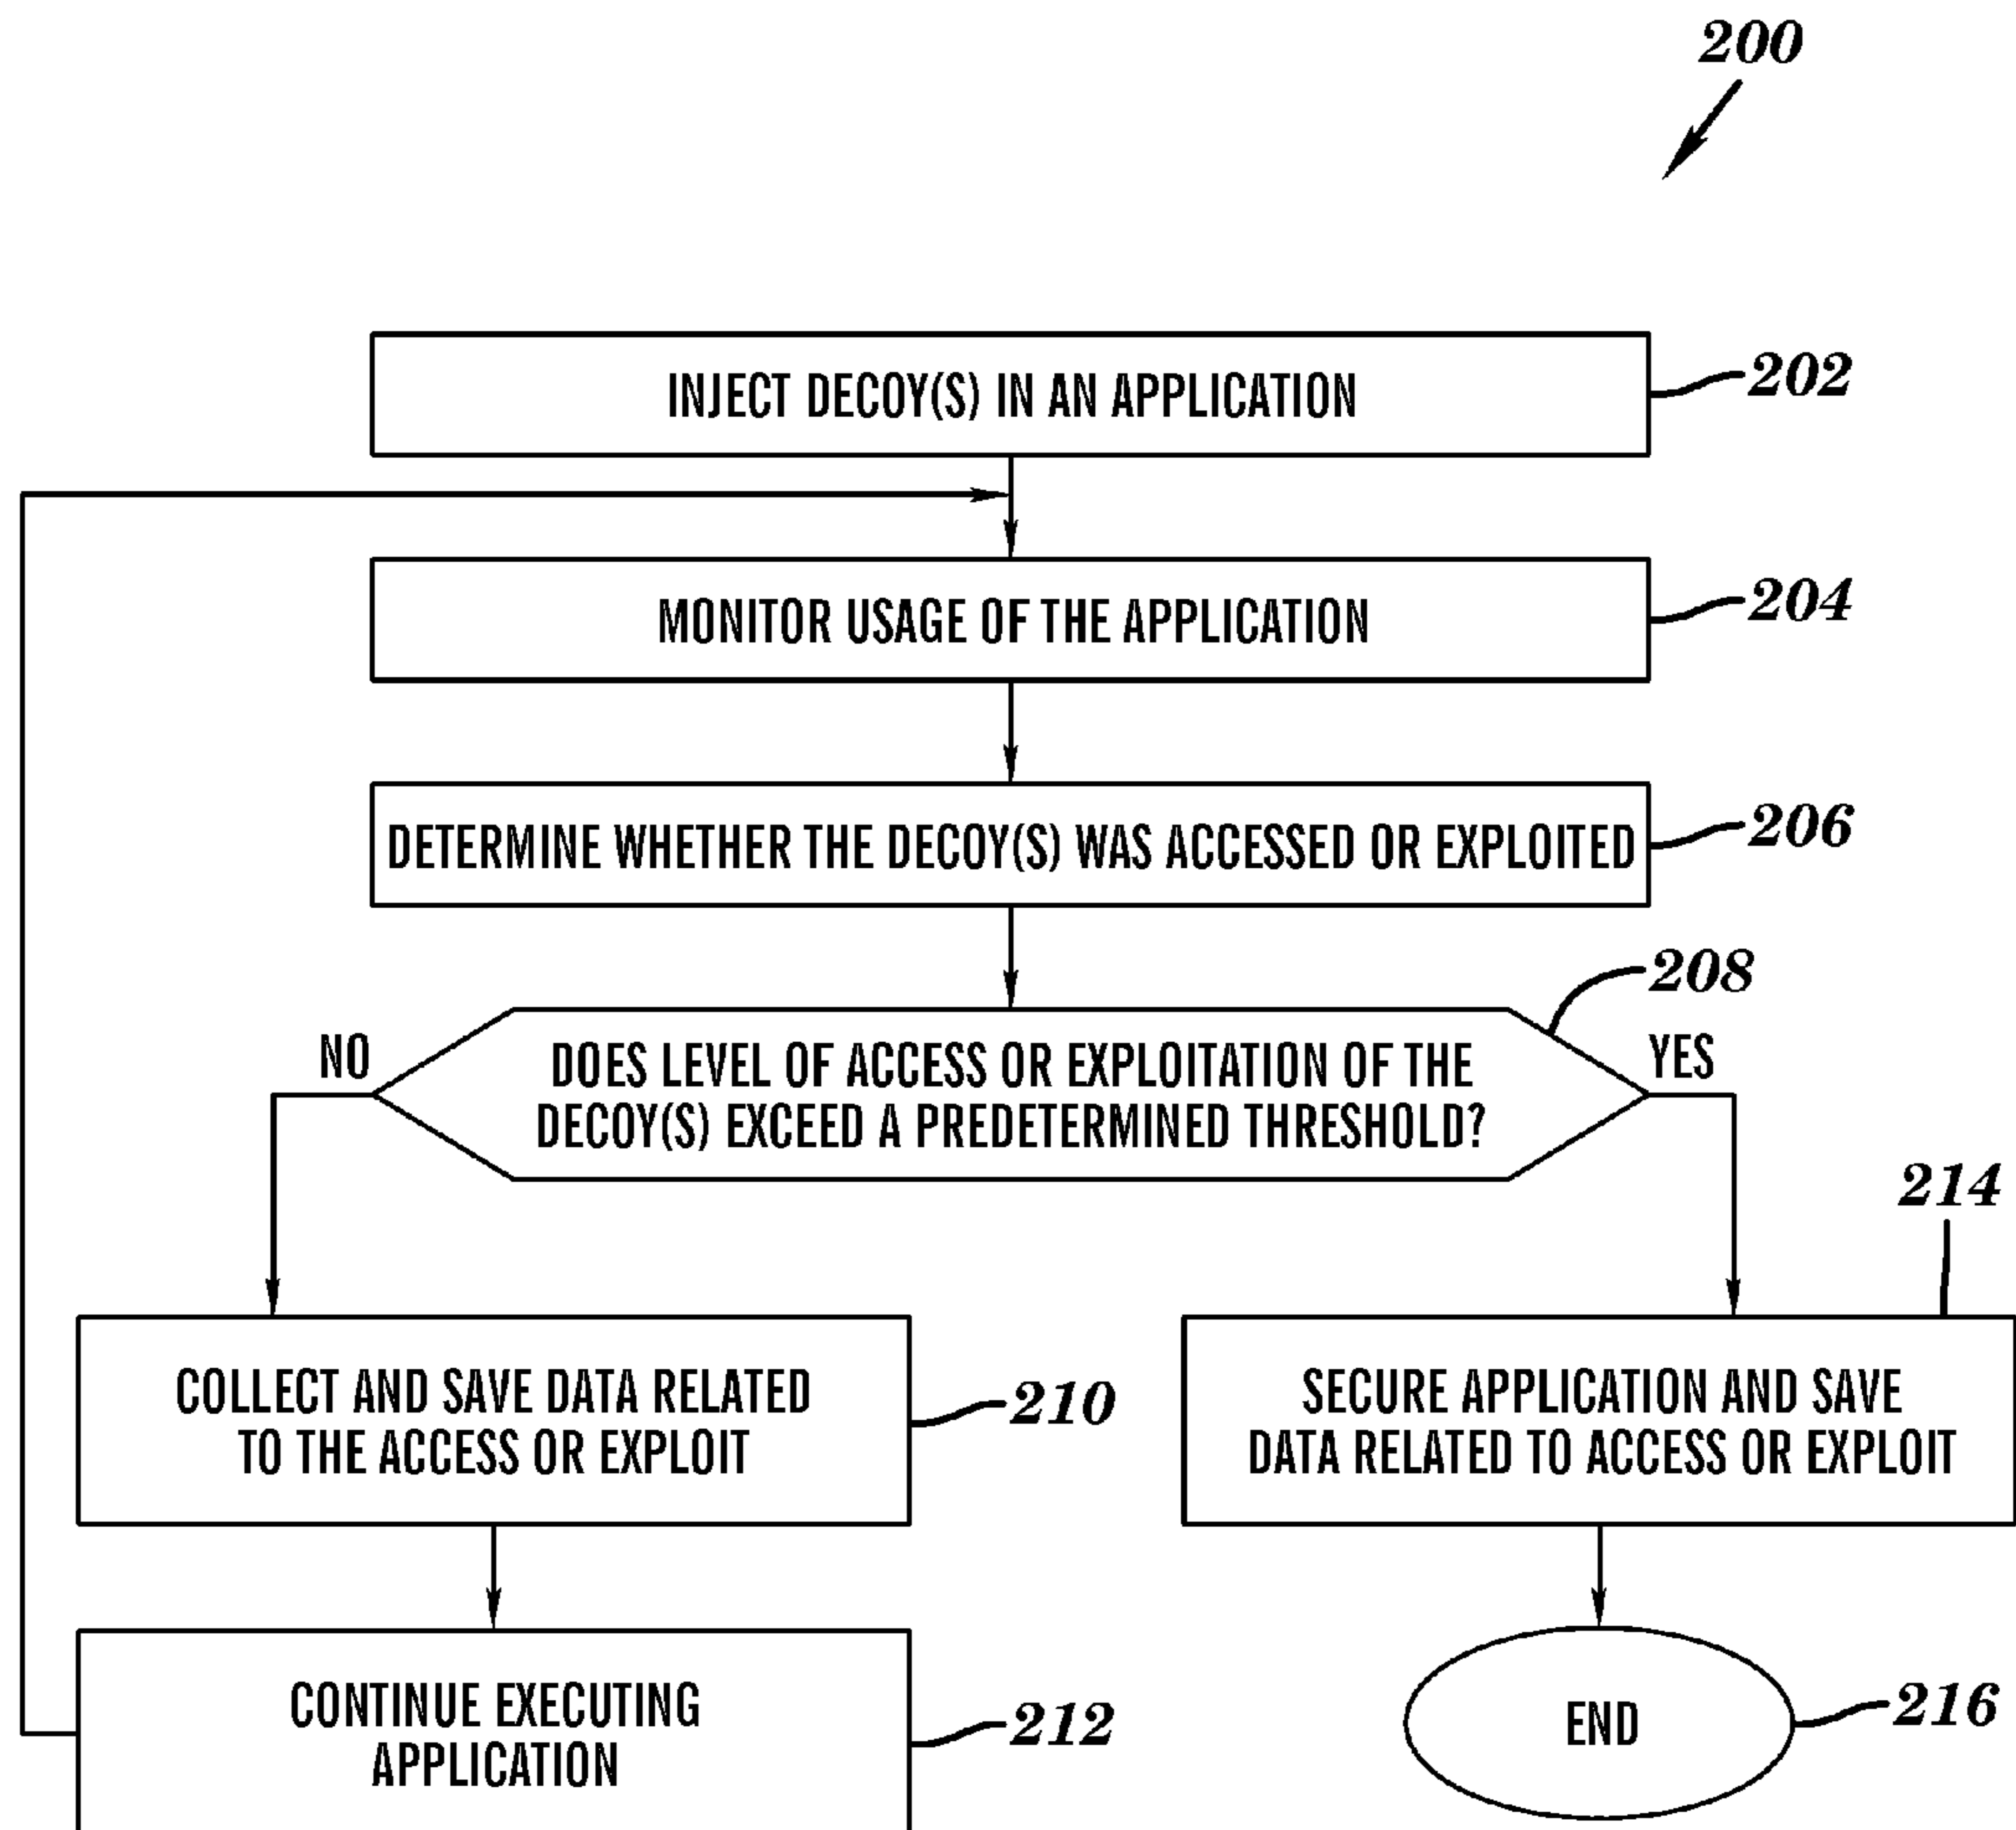 200
INJECT DECOY(S) IN AN APPLICATION
202
MONITOR USAGE OF THE APPLICATION
204
DETERMINE WHETHER THE DECOY(S) WAS ACCESSED OR EXPLOITED
206
208
NO
DOES LEVEL OF ACCESS OR EXPLOITATION OF THE
DECOY(S) EXCEED A PREDETERMINED THRESHOLD?
YES
214
COLLECT AND SAVE DATA RELATED
TO THE ACCESS OR EXPLOIT
210
SECURE APPLICATION AND SAVE
DATA RELATED TO ACCESS OR EXPLOIT
CONTINUE EXECUTING
APPLICATION
212
END
216